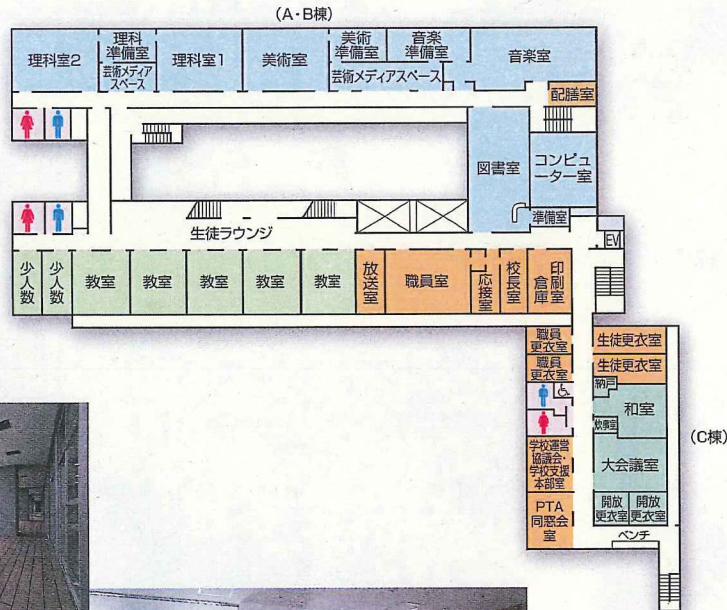 (A・B棟)
理科室2
理科
準備室
芸術メディア
スペース
理科室1
美術室
美術
準備室
音楽
準備室
芸術メディアスペース
音楽室
配膳室
図書室
コンピュ
ーター室
準備室
EV
生徒ラウンジ
少人数
少人数
教室
教室
教室
教室
教室
放送室
職員室
応接室
校長室
印刷
倉庫
職員
更衣室
職員
更衣室
生徒更衣室
生徒更衣室
納戸
和室
炊事室
(C棟)
学校運営
協議会・
学校支援
本部室
大会議室
PTA
同窓会
室
開放
更衣室
開放
更衣室
ベンチ